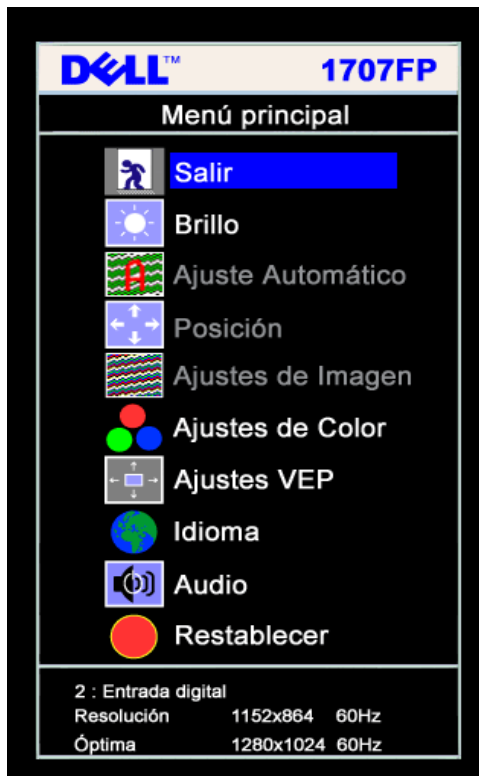 DELL™ 1707FP
Menú principal
Salir
Brillo
Ajuste Automático
Posición
Ajustes de Imagen
Ajustes de Color
Ajustes VEP
Idioma
Audio
Restablecer
2 : Entrada digital
Resolución 1152x864 60Hz
Óptima 1280x1024 60Hz